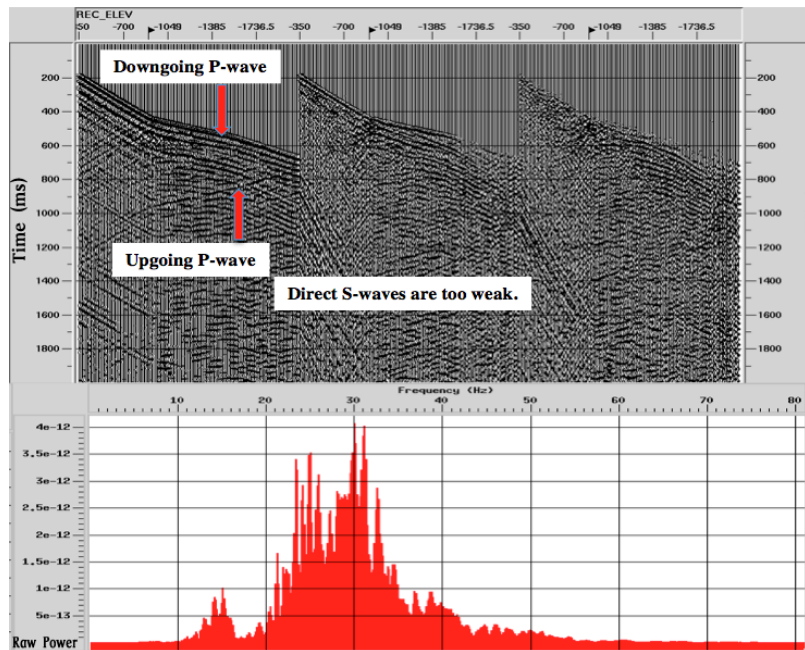 REC_ELEV
50 -700 -1049 -1385 -1736.5 -350 -700 -1049 -1385 -1736.5 -350 -700 -1049 -1385 -1736.5
Downgoing P-wave
200 200
400 400
600 600
800 800
Time (ms)
1000 1000
Upgoing P-wave
1200 1200
Direct S-waves are too weak.
1400 1400
1600 1600
1800 1800
Frequency (Hz)
10 20 30 40 50 60 70 80
4e-12
3.5e-12
3e-12
2.5e-12
2e-12
1.5e-12
1e-12
5e-13
Raw Power